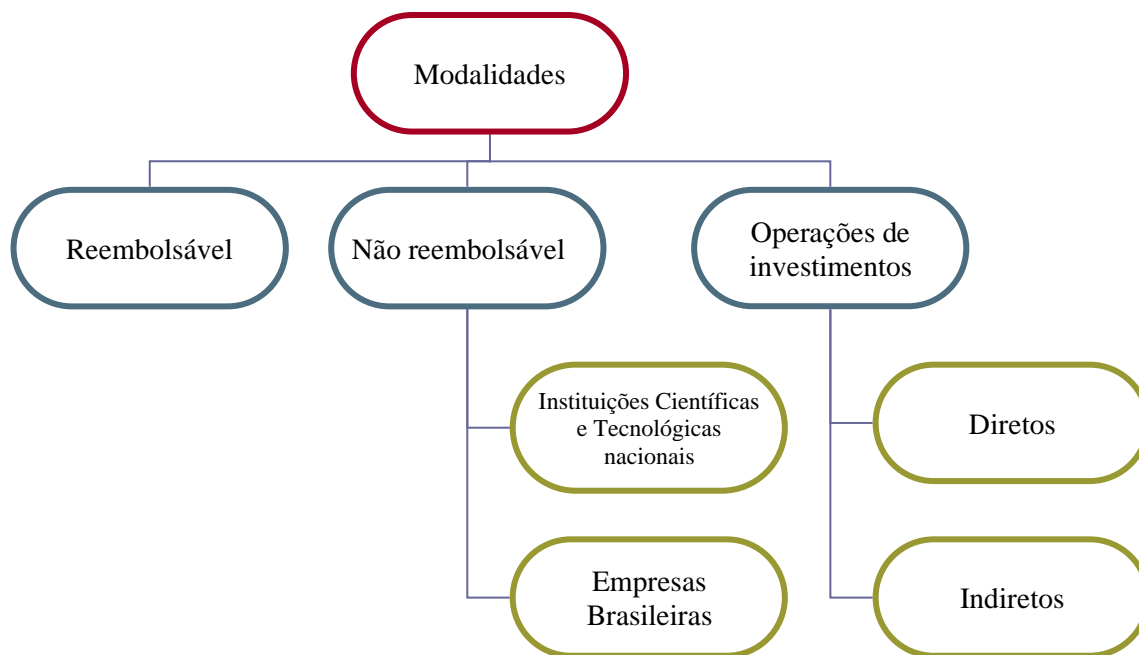 Modalidades
Reembolsável
Não reembolsável
Operações de
investimentos
Instituições Científicas
e Tecnológicas
nacionais
Diretos
Empresas
Brasileiras
Indiretos